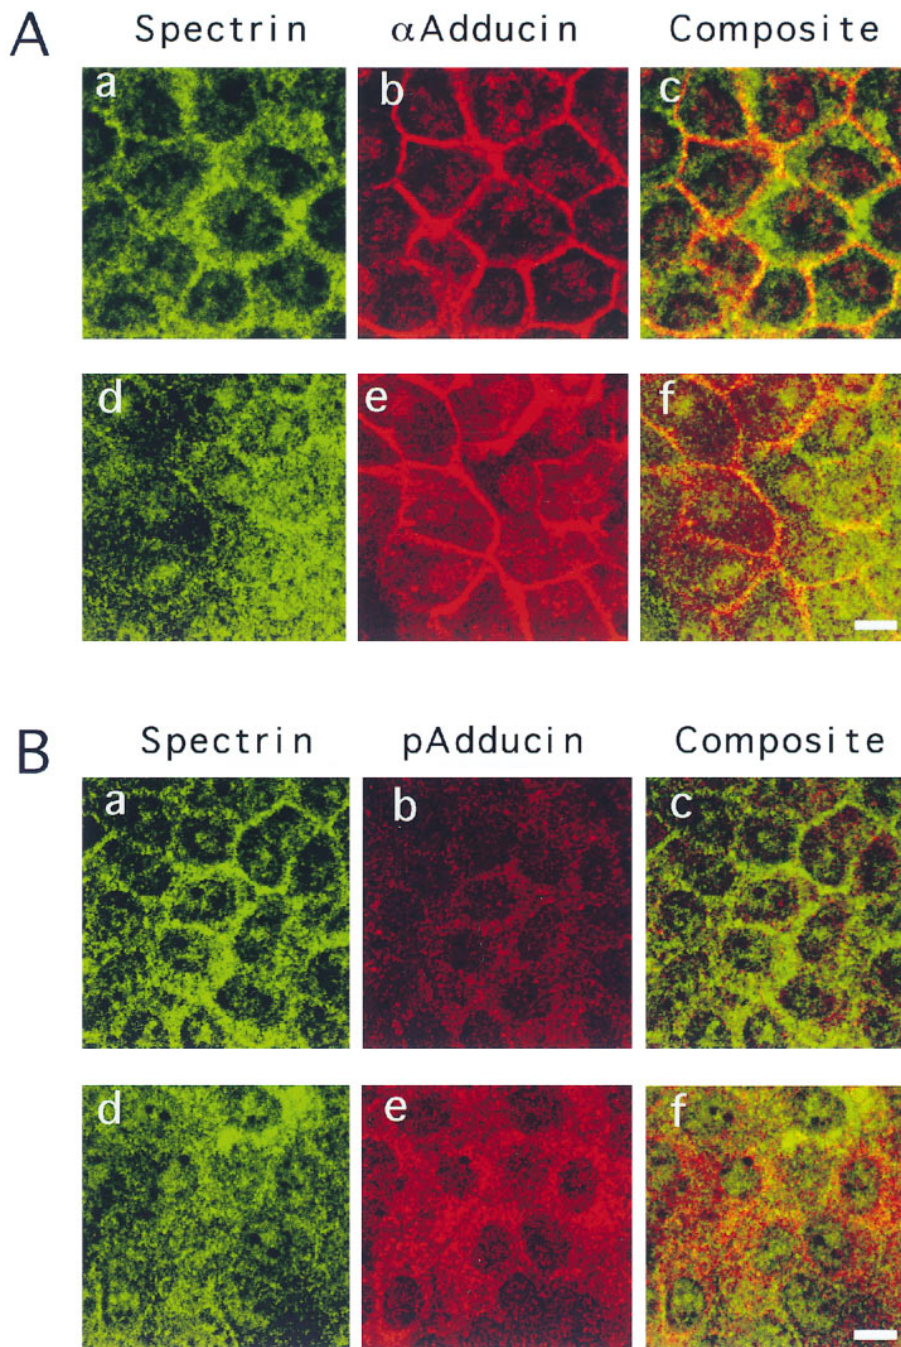 A
Spectrin αAdducin Composite
a b c
d e f
B
Spectrin pAdducin Composite
a b c
d e f